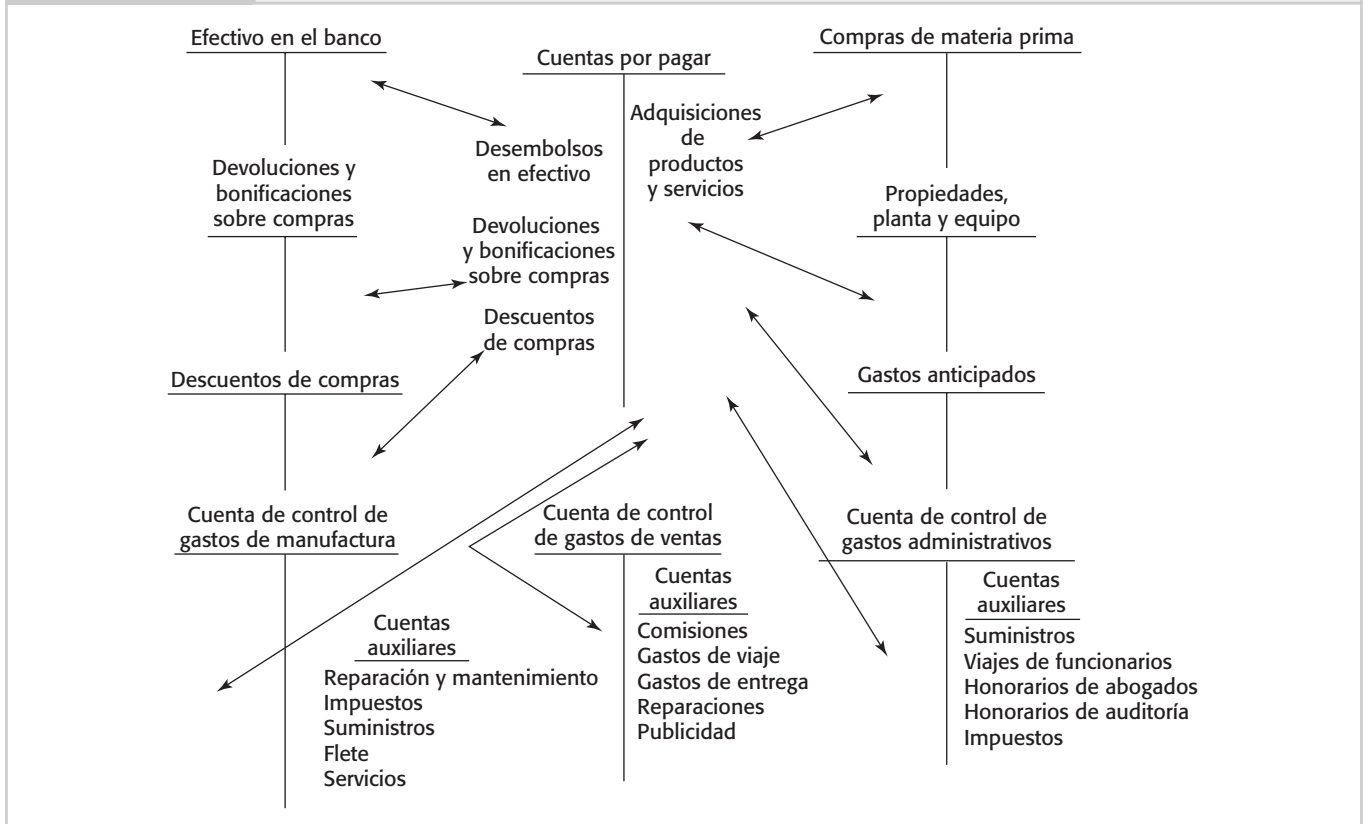 Efectivo en el banco
Cuentas por pagar
Compras de materia prima
Desembolsos
en efectivo
Adquisiciones
de
productos
y servicios
Devoluciones y
bonificaciones
sobre compras
Devoluciones
y bonificaciones
sobre compras
Propiedades,
planta y equipo
Descuentos
de compras
Descuentos de compras
Gastos anticipados
Cuenta de control de
gastos de manufactura
Cuentas
auxiliares
Reparación y mantenimiento
Impuestos
Suministros
Flete
Servicios
Cuenta de control
de gastos de ventas
Cuentas
auxiliares
Comisiones
Gastos de viaje
Gastos de entrega
Reparaciones
Publicidad
Cuenta de control de
gastos administrativos
Cuentas
auxiliares
Suministros
Viajes de funcionarios
Honorarios de abogados
Honorarios de auditoría
Impuestos